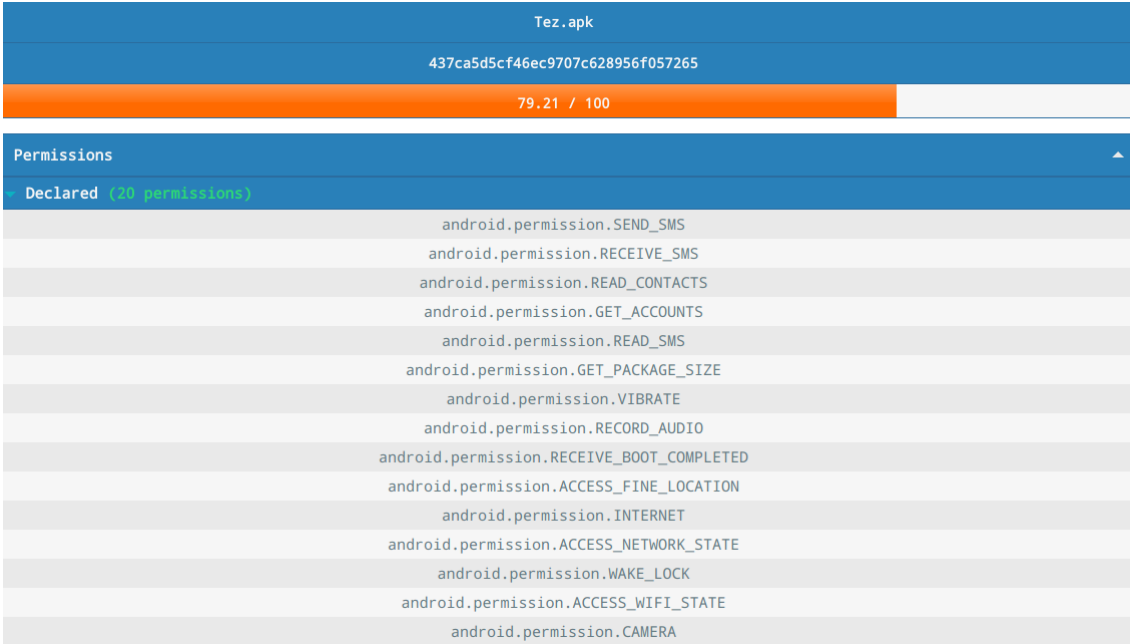 Tez.apk
437ca5d5cf46ec9707c628956f057265
79.21 / 100
Permissions
Declared (20 permissions)
android.permission.SEND_SMS
android.permission.RECEIVE_SMS
android.permission.READ_CONTACTS
android.permission.GET_ACCOUNTS
android.permission.READ_SMS
android.permission.GET_PACKAGE_SIZE
android.permission.VIBRATE
android.permission.RECORD_AUDIO
android.permission.RECEIVE_BOOT_COMPLETED
android.permission.ACCESS_FINE_LOCATION
android.permission.INTERNET
android.permission.ACCESS_NETWORK_STATE
android.permission.WAKE_LOCK
android.permission.ACCESS_WIFI_STATE
android.permission.CAMERA